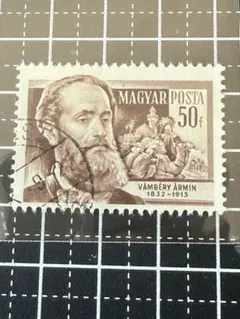 MAGYAR POSTA
50f
VÁMBÉRY ÁRMIN
1832-1913